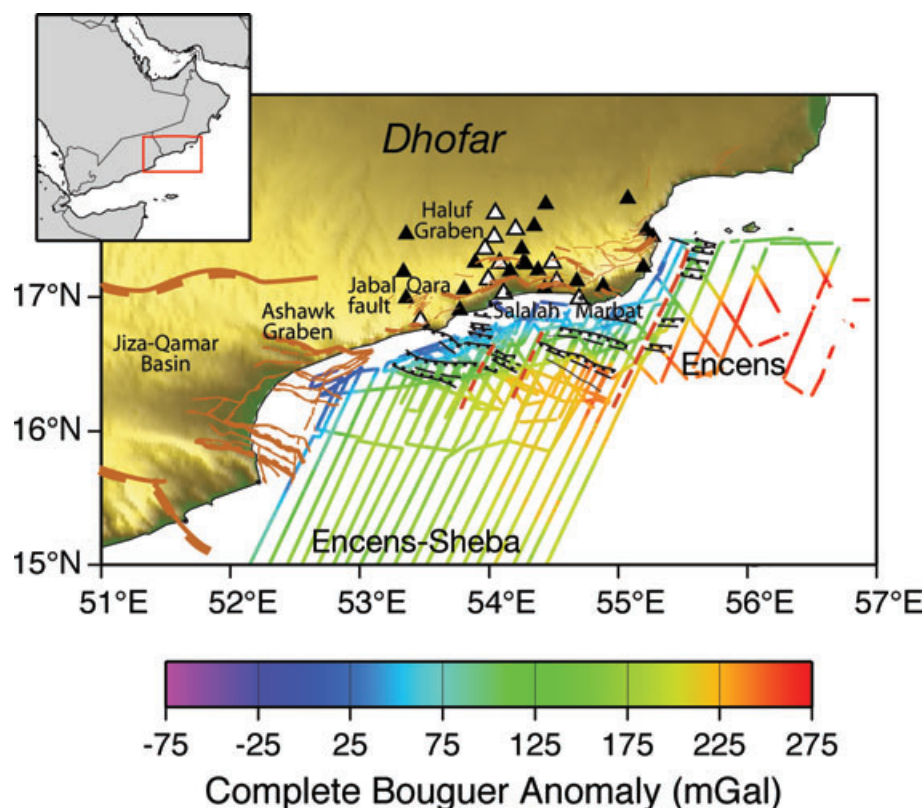 Dhofar
Haluf
Graben
Jabal Qara
fault
Ashawk
Graben
Salalah Marbat
Jiza-Qamar
Basin
Encens
Encens-Sheba
17°N
16°N
15°N
51°E 52°E 53°E 54°E 55°E 56°E 57°E
-75 -25 25 75 125 175 225 275
Complete Bouguer Anomaly (mGal)